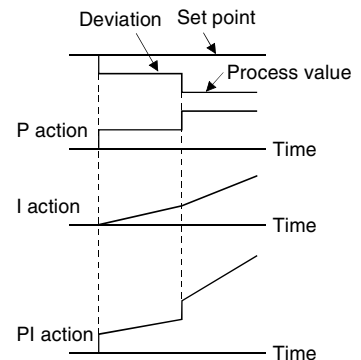 Deviation
Set point
Process value
P action
Time
I action
Time
PI action
Time